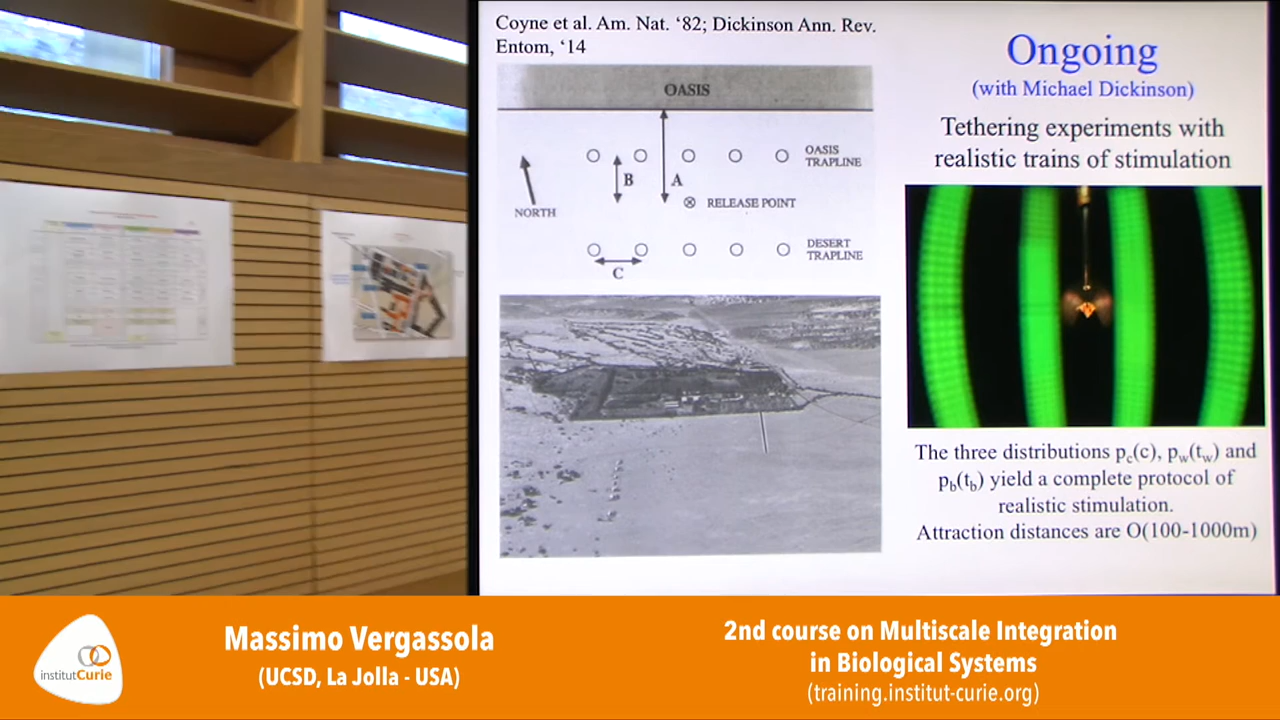 Coyne et al. Am. Nat. ‘82; Dickinson Ann. Rev.
Entom, ‘14
OASIS
OASIS
TRAPLINE
B
A
NORTH
RELEASE POINT
DESERT
TRAPLINE
C
Ongoing
(with Michael Dickinson)
Tethering experiments with
realistic trains of stimulation
The three distributions pc(c), pw(tw) and
pb(tb) yield a complete protocol of
realistic stimulation.
Attraction distances are O(100-1000m)
institutCurie
Massimo Vergassola
(UCSD, La Jolla - USA)
2nd course on Multiscale Integration
in Biological Systems
(training.institut-curie.org)